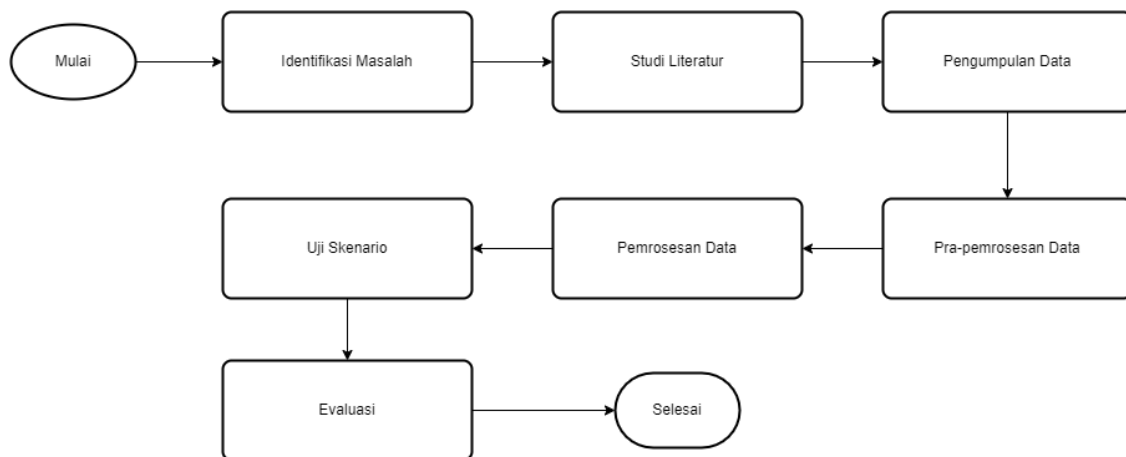 Mulai
Identifikasi Masalah
Studi Literatur
Pengumpulan Data
Pra-pemrosesan Data
Pemrosesan Data
Uji Skenario
Evaluasi
Selesai